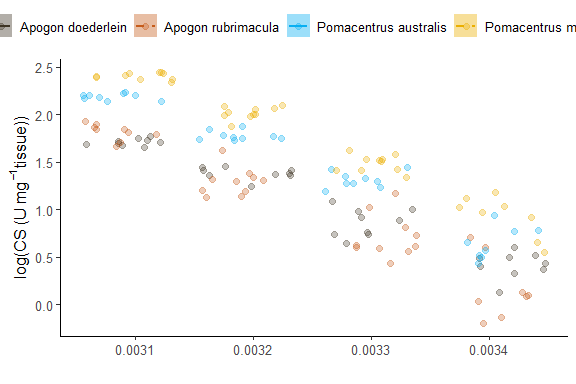 Apogon doederlein Apogon rubrimacula Pomacentrus australis Pomacentrus m
log(CS (U mg⁻¹tissue))
2.5
2.0
1.5
1.0
0.5
0.0
0.0031 0.0032 0.0033 0.0034